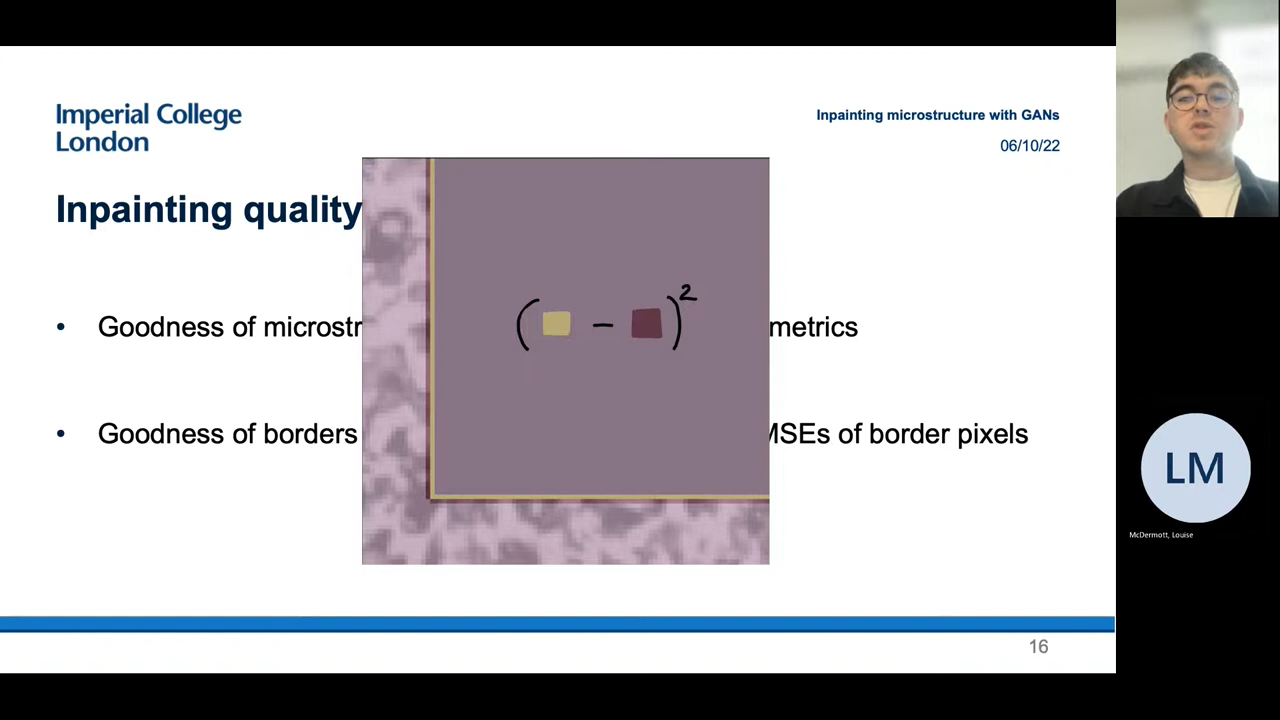 Imperial College
London
Inpainting microstructure with GANs
06/10/22
Inpainting quality
( - )²
• Goodness of microstr metrics
• Goodness of borders MSEs of border pixels
LM
McDermott, Louise
16